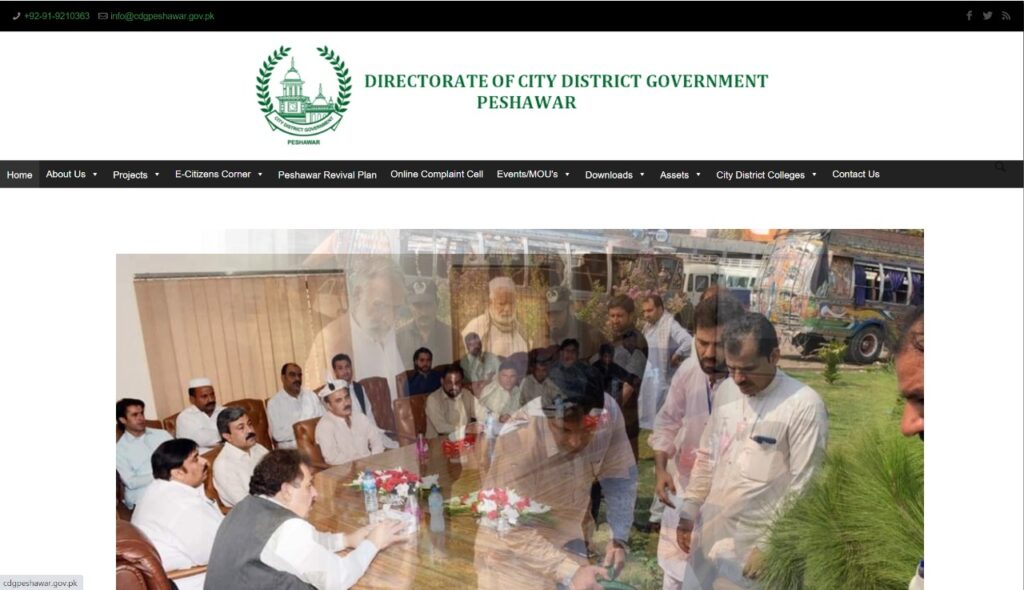 +92-91-9210363 info@cdgpeshawar.gov.pk
CITY DISTRICT GOVERNMENT
PESHAWAR
DIRECTORATE OF CITY DISTRICT GOVERNMENT
PESHAWAR
Home About Us Projects E-Citizens Corner Peshawar Revival Plan Online Complaint Cell Events/MOU's Downloads Assets City District Colleges Contact Us
cdgpeshawar.gov.pk